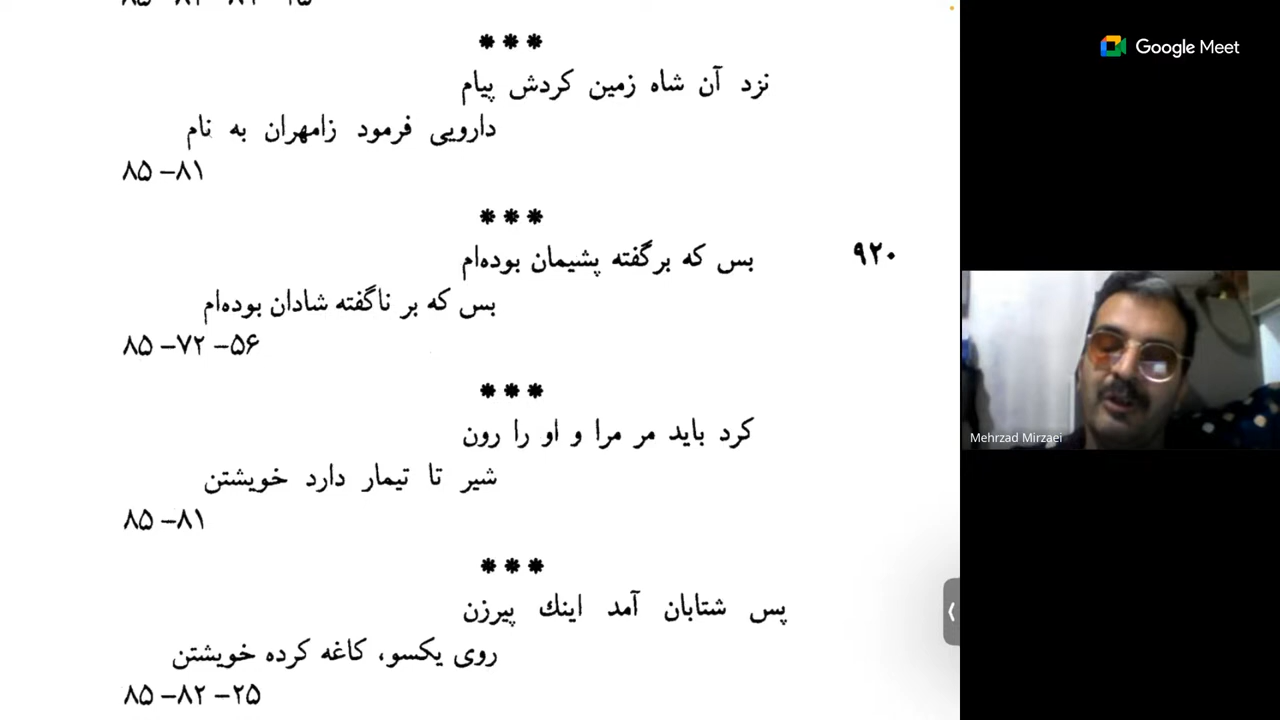 ***
نزد آن شاه زمین کردش پیام
دارویی فرمود زامهران به نام
۸۵ –۸۱
***
۹۲۰
بس که برگفته پشیمان بوده‌ام
بس که بر ناگفته شادان بوده‌ام
۸۵ –۷۲ –۵۶
***
کرد باید مر مرا و او را رون
شیر تا تیمار دارد خویشتن
۸۵ –۸۱
***
پس شتابان آمد اینك پیرزن
روی یکسو، کاغه کرده خویشتن
۸۵ –۸۲ –۲۵
Google Meet
Mehrzad Mirzaei